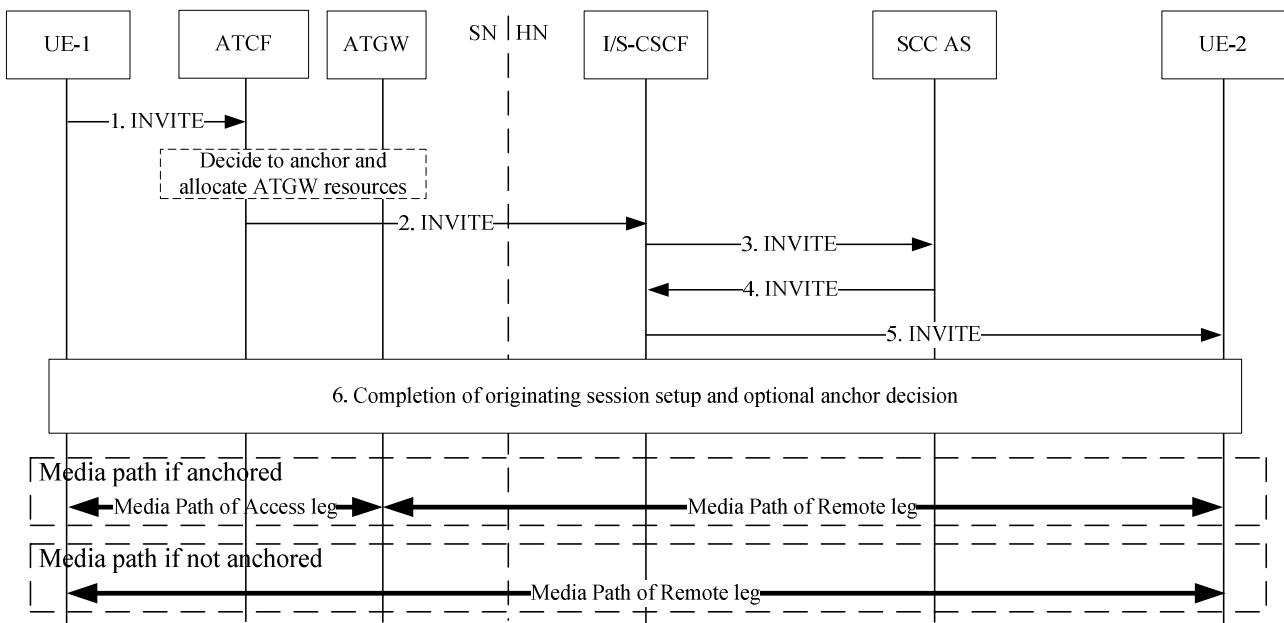 UE-1
ATCF
ATGW
SN
HN
I/S-CSCF
SCC AS
UE-2
1. INVITE
Decide to anchor and
allocate ATGW resources
2. INVITE
3. INVITE
4. INVITE
5. INVITE
6. Completion of originating session setup and optional anchor decision
Media path if anchored
Media Path of Access leg
Media Path of Remote leg
Media path if not anchored
Media Path of Remote leg